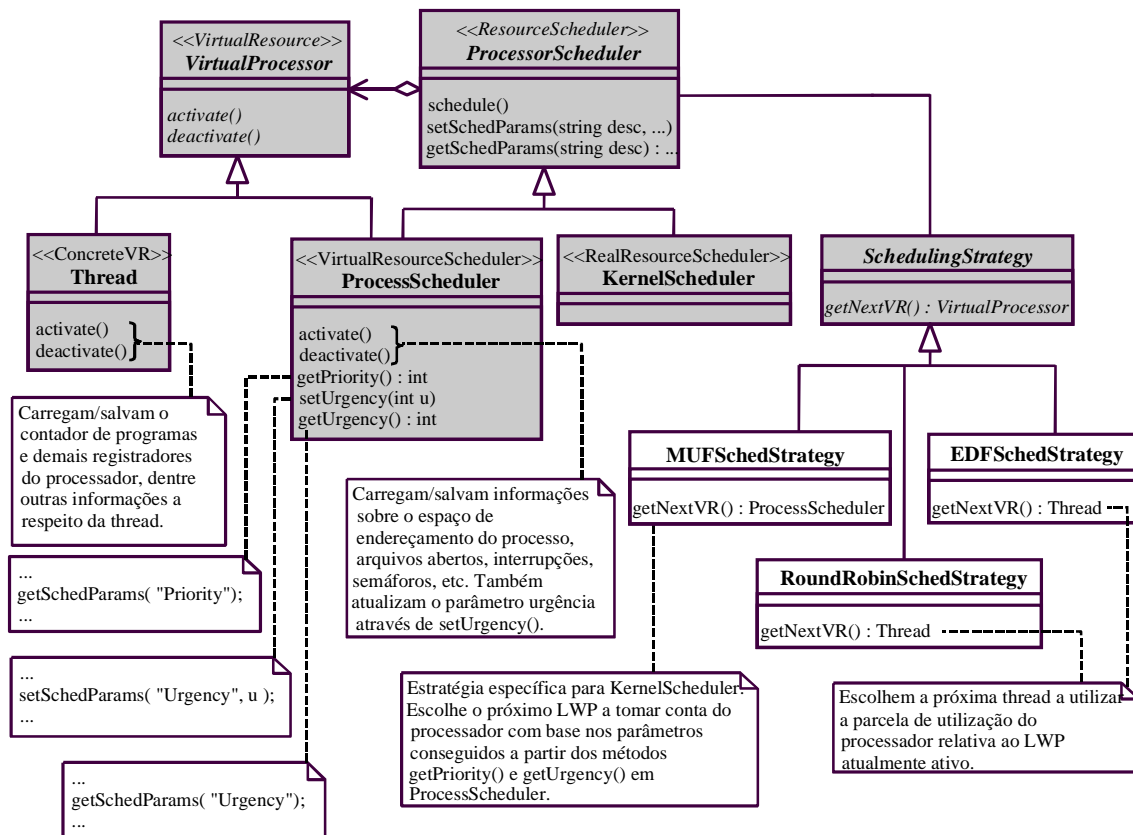 <<VirtualResource>>
VirtualProcessor
activate()
deactivate()
<<ResourceScheduler>>
ProcessorScheduler
schedule()
setSchedParams(string desc, ...)
getSchedParams(string desc) : ...
<<ConcreteVR>>
Thread
activate()
deactivate()
<<VirtualResourceScheduler>>
ProcessScheduler
activate()
deactivate()
getPriority() : int
setUrgency(int u)
getUrgency() : int
<<RealResourceScheduler>>
KernelScheduler
SchedulingStrategy
getNextVR() : VirtualProcessor
Carregam/salvam o
contador de programas
e demais registradores
do processador, dentre
outras informações a
respeito da thread.
MUFSchedStrategy
getNextVR() : ProcessScheduler
EDFSchedStrategy
getNextVR() : Thread
Carregam/salvam informações
sobre o espaço de
endereçamento do processo,
arquivos abertos, interrupções,
semáforos, etc. Também
atualizam o parâmetro urgência
através de setUrgency().
RoundRobinSchedStrategy
getNextVR() : Thread
...
getSchedParams( "Priority");
...
...
setSchedParams( "Urgency", u );
...
Estratégia específica para KernelScheduler.
Escolhe o próximo LWP a tomar conta do
processador com base nos parâmetros
conseguidos a partir dos métodos
getPriority() e getUrgency() em
ProcessScheduler.
Escolhem a próxima thread a utilizar
a parcela de utilização do
processador relativa ao LWP
atualmente ativo.
...
getSchedParams( "Urgency");
...